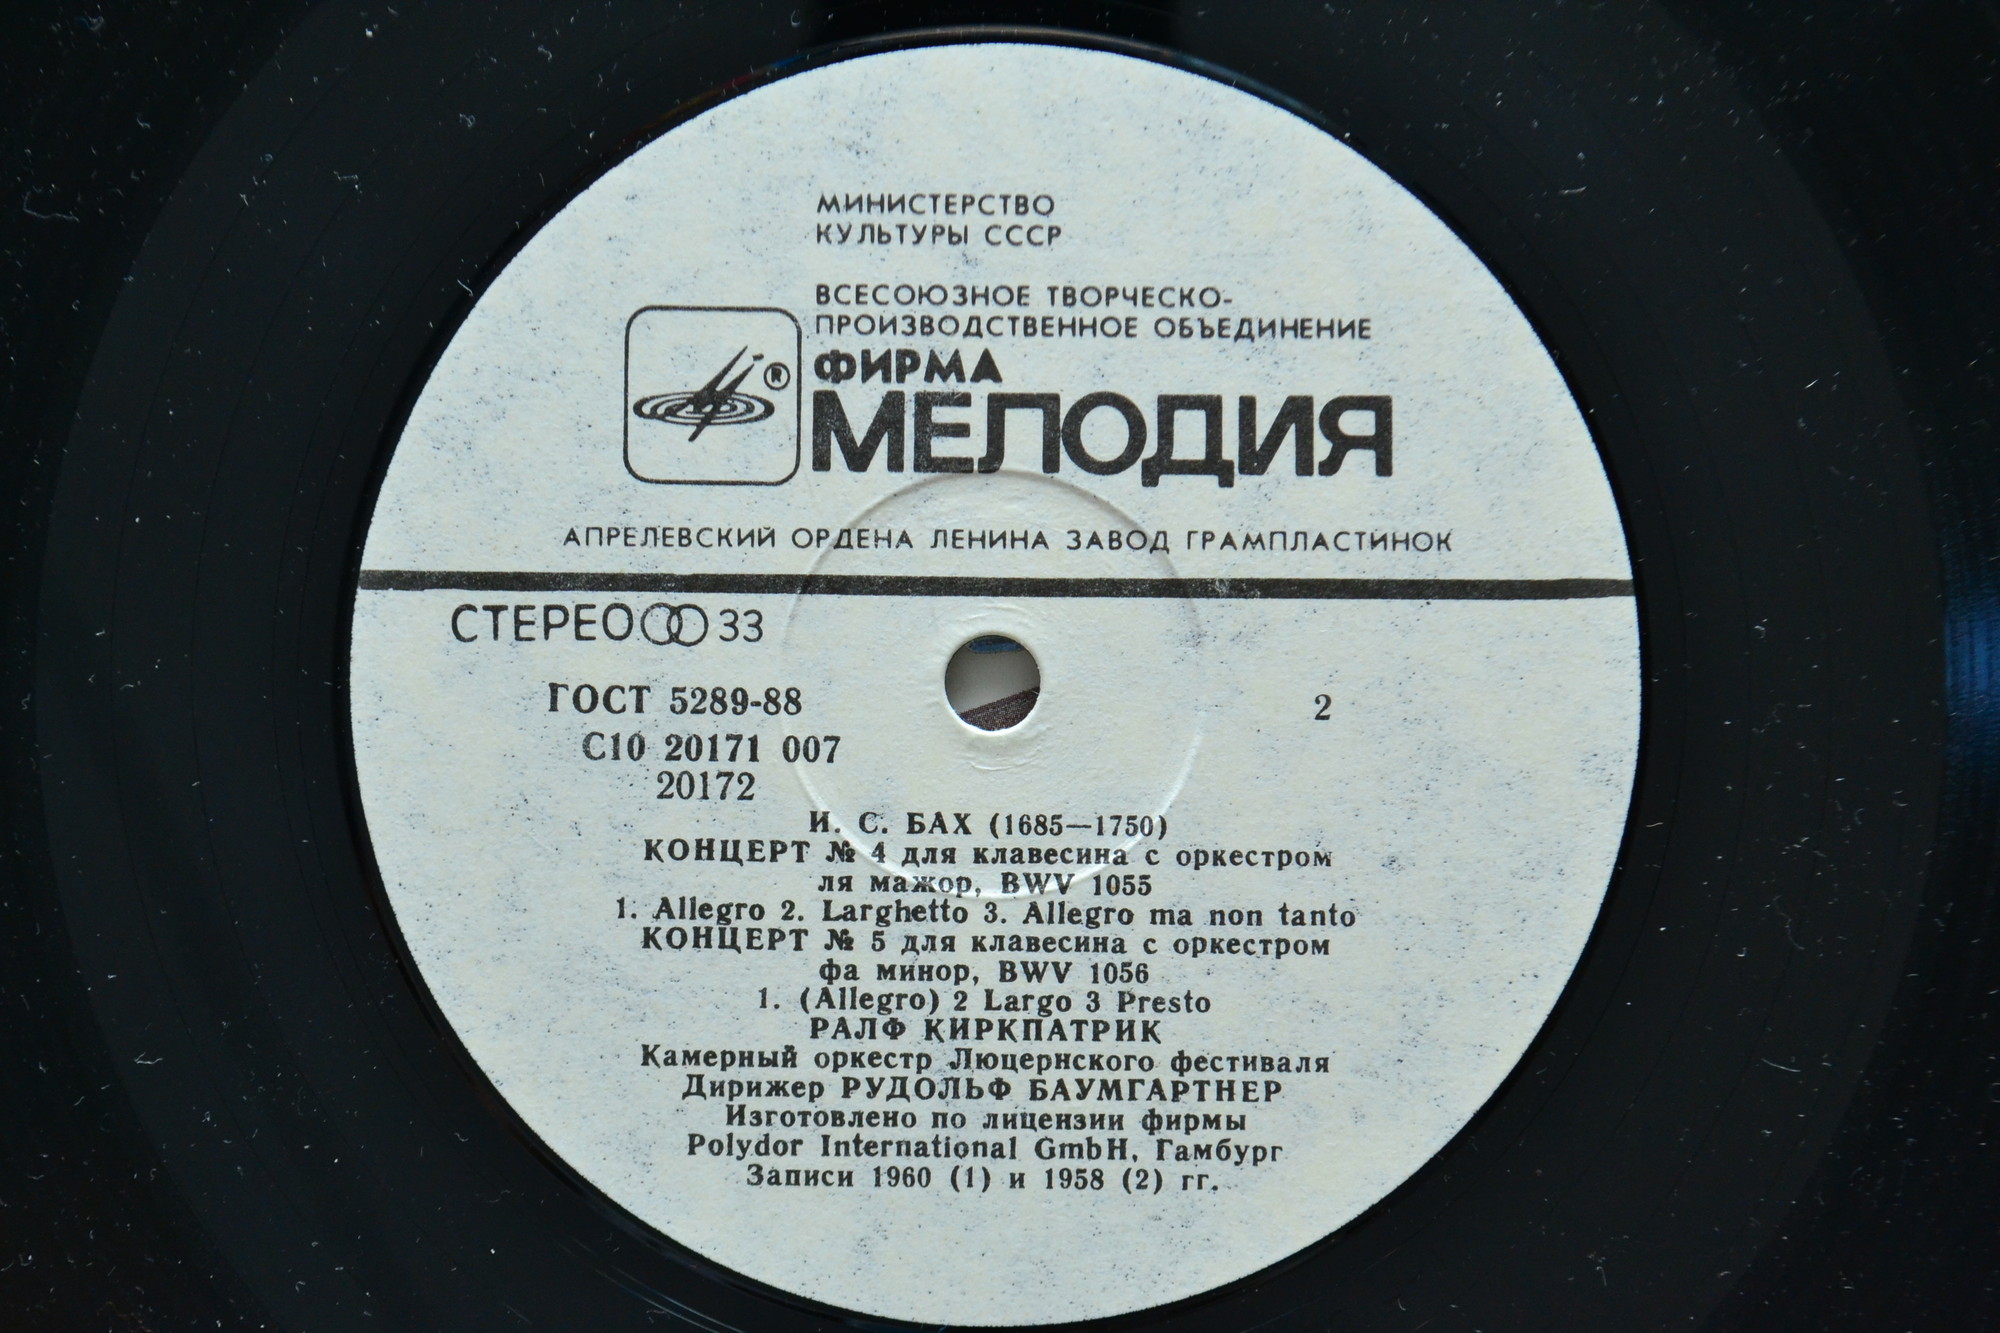 МИНИСТЕРСТВО
КУЛЬТУРЫ СССР
ВСЕСОЮЗНОЕ ТВОРЧЕСКО-
ПРОИЗВОДСТВЕННОЕ ОБЪЕДИНЕНИЕ
ФИРМА
®
МЕЛОДИЯ
АПРЕЛЕВСКИЙ ОРДЕНА ЛЕНИНА ЗАВОД ГРАМПЛАСТИНОК
СТЕРЕО 33
ГОСТ 5289-88
2
С10 20171 007
20172
И. С. БАХ (1685—1750)
КОНЦЕРТ № 4 для клавесина с оркестром
ля мажор, BWV 1055
1. Allegro 2. Larghetto 3. Allegro ma non tanto
КОНЦЕРТ № 5 для клавесина с оркестром
фа минор, BWV 1056
1. (Allegro) 2 Largo 3 Presto
РАЛФ КИРКПАТРИК
Камерный оркестр Люцернского фестиваля
Дирижер РУДОЛЬФ БАУМГАРТНЕР
Изготовлено по лицензии фирмы
Polydor International GmbH, Гамбург
Записи 1960 (1) и 1958 (2) гг.